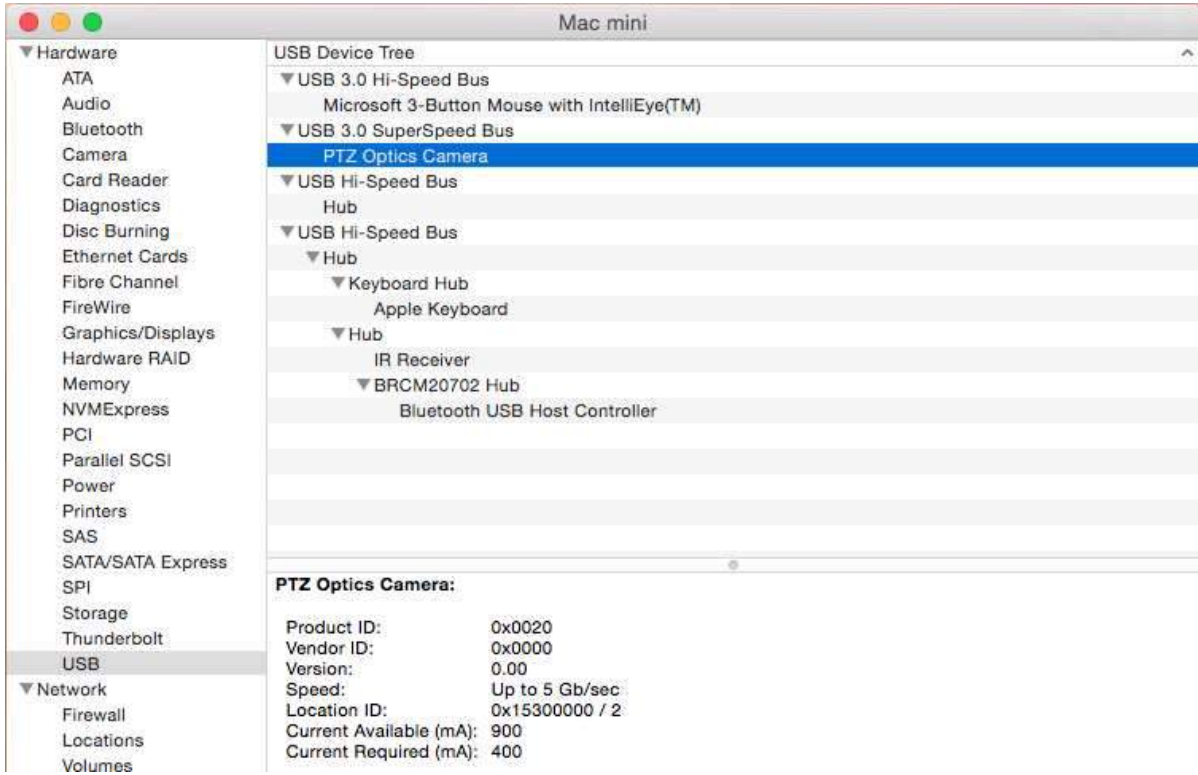 Mac mini
Hardware
ATA
Audio
Bluetooth
Camera
Card Reader
Diagnostics
Disc Burning
Ethernet Cards
Fibre Channel
FireWire
Graphics/Displays
Hardware RAID
Memory
NVMExpress
PCI
Parallel SCSI
Power
Printers
SAS
SATA/SATA Express
SPI
Storage
Thunderbolt
USB
Network
Firewall
Locations
Volumes
USB Device Tree
USB 3.0 Hi-Speed Bus
Microsoft 3-Button Mouse with IntelliEye(TM)
USB 3.0 SuperSpeed Bus
PTZ Optics Camera
USB Hi-Speed Bus
Hub
USB Hi-Speed Bus
Hub
Keyboard Hub
Apple Keyboard
Hub
IR Receiver
BRCM20702 Hub
Bluetooth USB Host Controller
PTZ Optics Camera:
Product ID: 0x0020
Vendor ID: 0x0000
Version: 0.00
Speed: Up to 5 Gb/sec
Location ID: 0x15300000 / 2
Current Available (mA): 900
Current Required (mA): 400